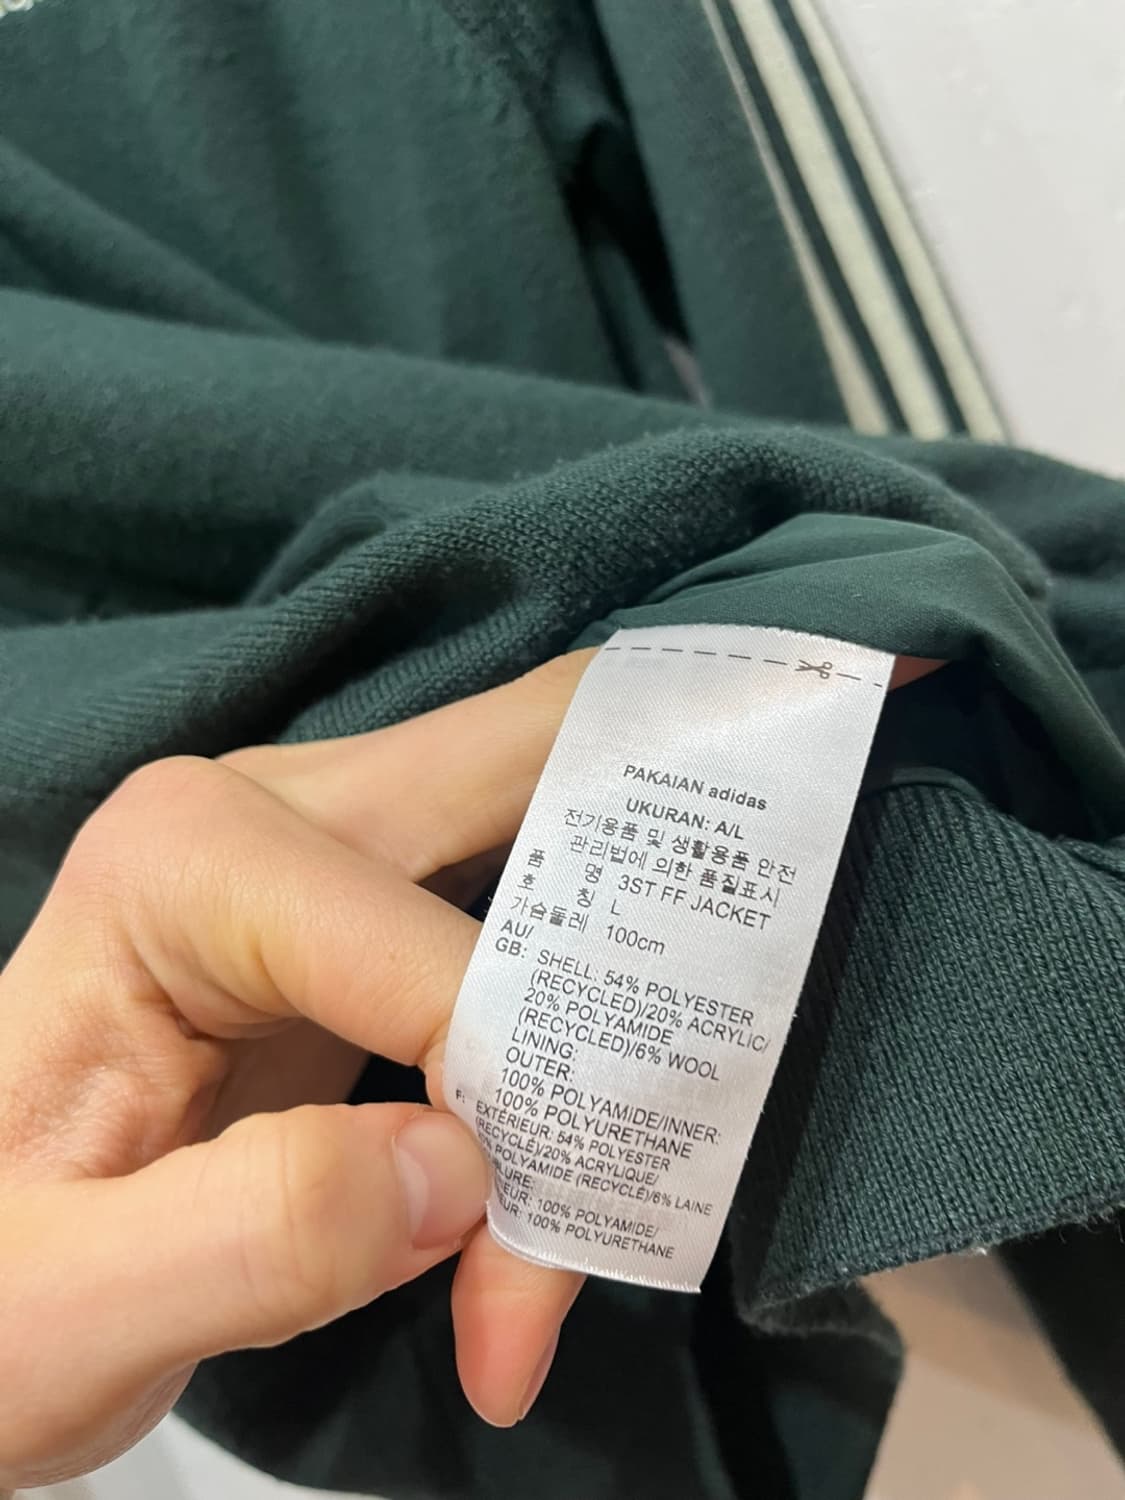 PAKAIAN adidas
UKURAN: A/L
전기용품 및 생활용품 안전
관리법에 의한 품질표시
품 명 3ST FF JACKET
호 칭 L
가슴둘레 100cm
AU/
GB: SHELL: 54% POLYESTER
(RECYCLED)/20% ACRYLIC/
20% POLYAMIDE
(RECYCLED)/6% WOOL
LINING:
OUTER:
100% POLYAMIDE/INNER:
100% POLYURETHANE
F: EXTÉRIEUR: 54% POLYESTER
(RECYCLÉ)/20% ACRYLIQUE/
POLYAMIDE (RECYCLÉ)/6% LAINE
100% POLYAMIDE/
100% POLYURETHANE